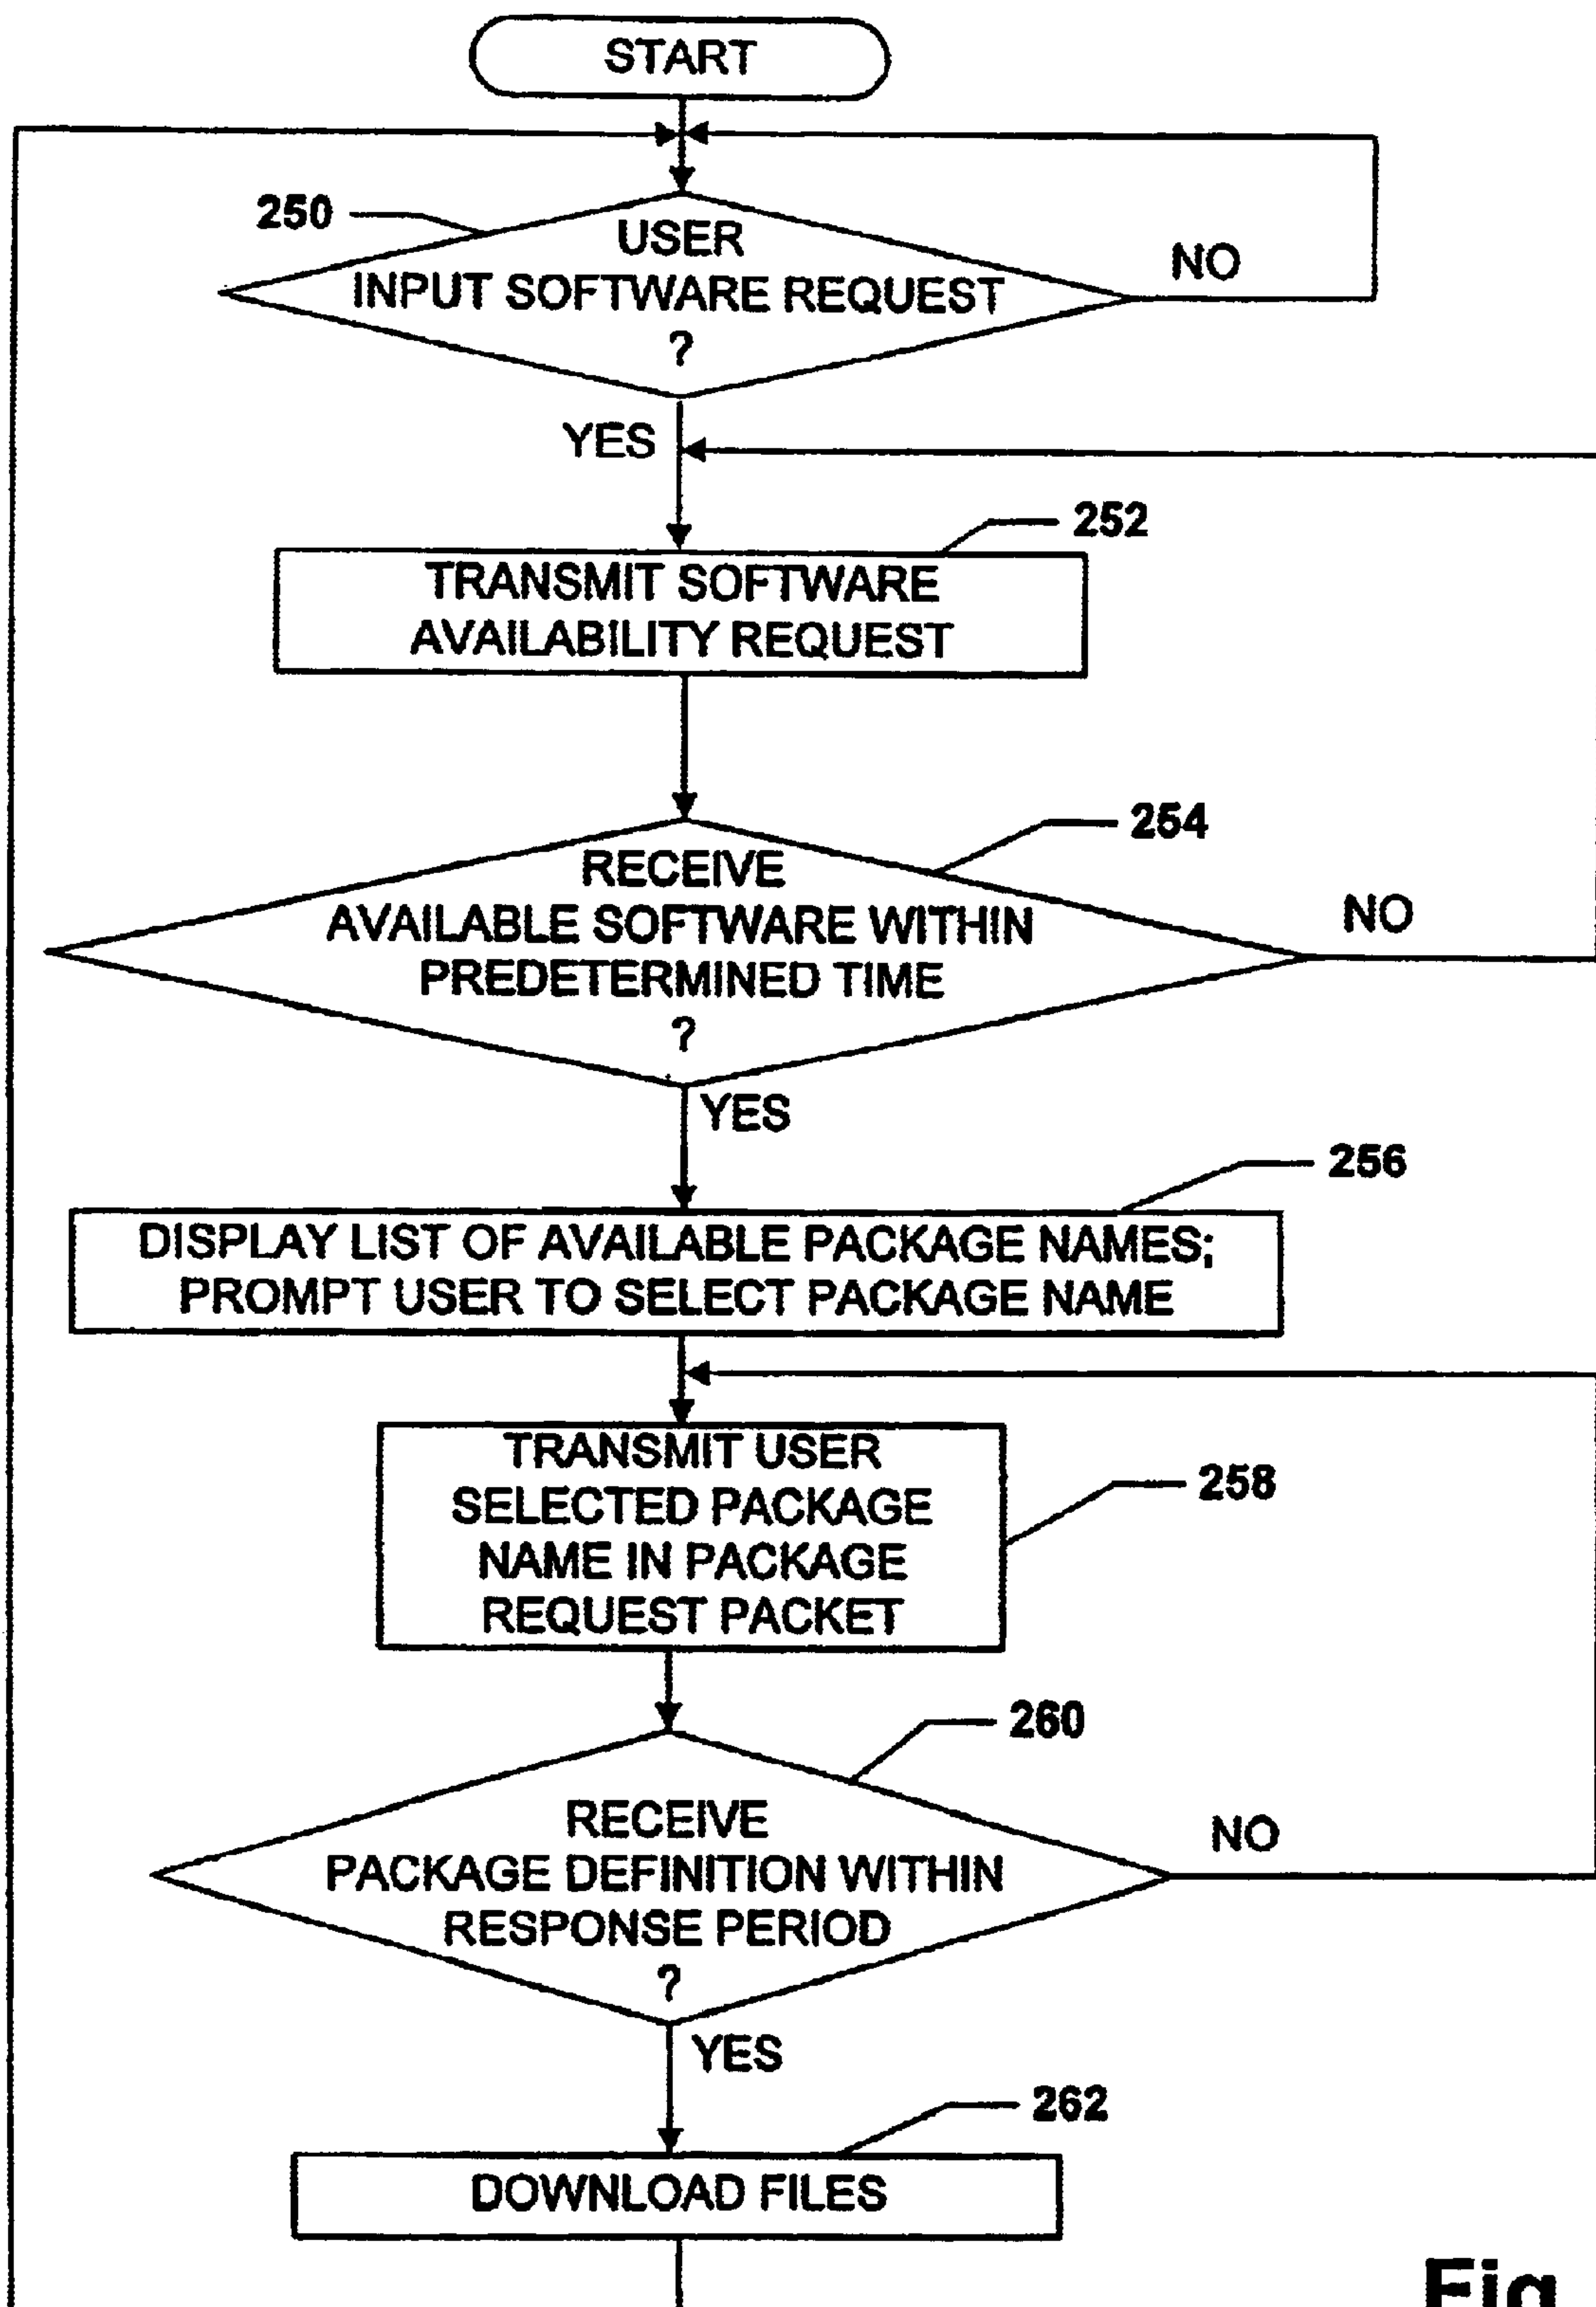 START
250
USER
INPUT SOFTWARE REQUEST
?
NO
YES
252
TRANSMIT SOFTWARE
AVAILABILITY REQUEST
254
RECEIVE
AVAILABLE SOFTWARE WITHIN
PREDETERMINED TIME
?
NO
YES
256
DISPLAY LIST OF AVAILABLE PACKAGE NAMES;
PROMPT USER TO SELECT PACKAGE NAME
TRANSMIT USER
SELECTED PACKAGE
NAME IN PACKAGE
REQUEST PACKET
258
260
RECEIVE
PACKAGE DEFINITION WITHIN
RESPONSE PERIOD
?
NO
YES
262
DOWNLOAD FILES
Fig